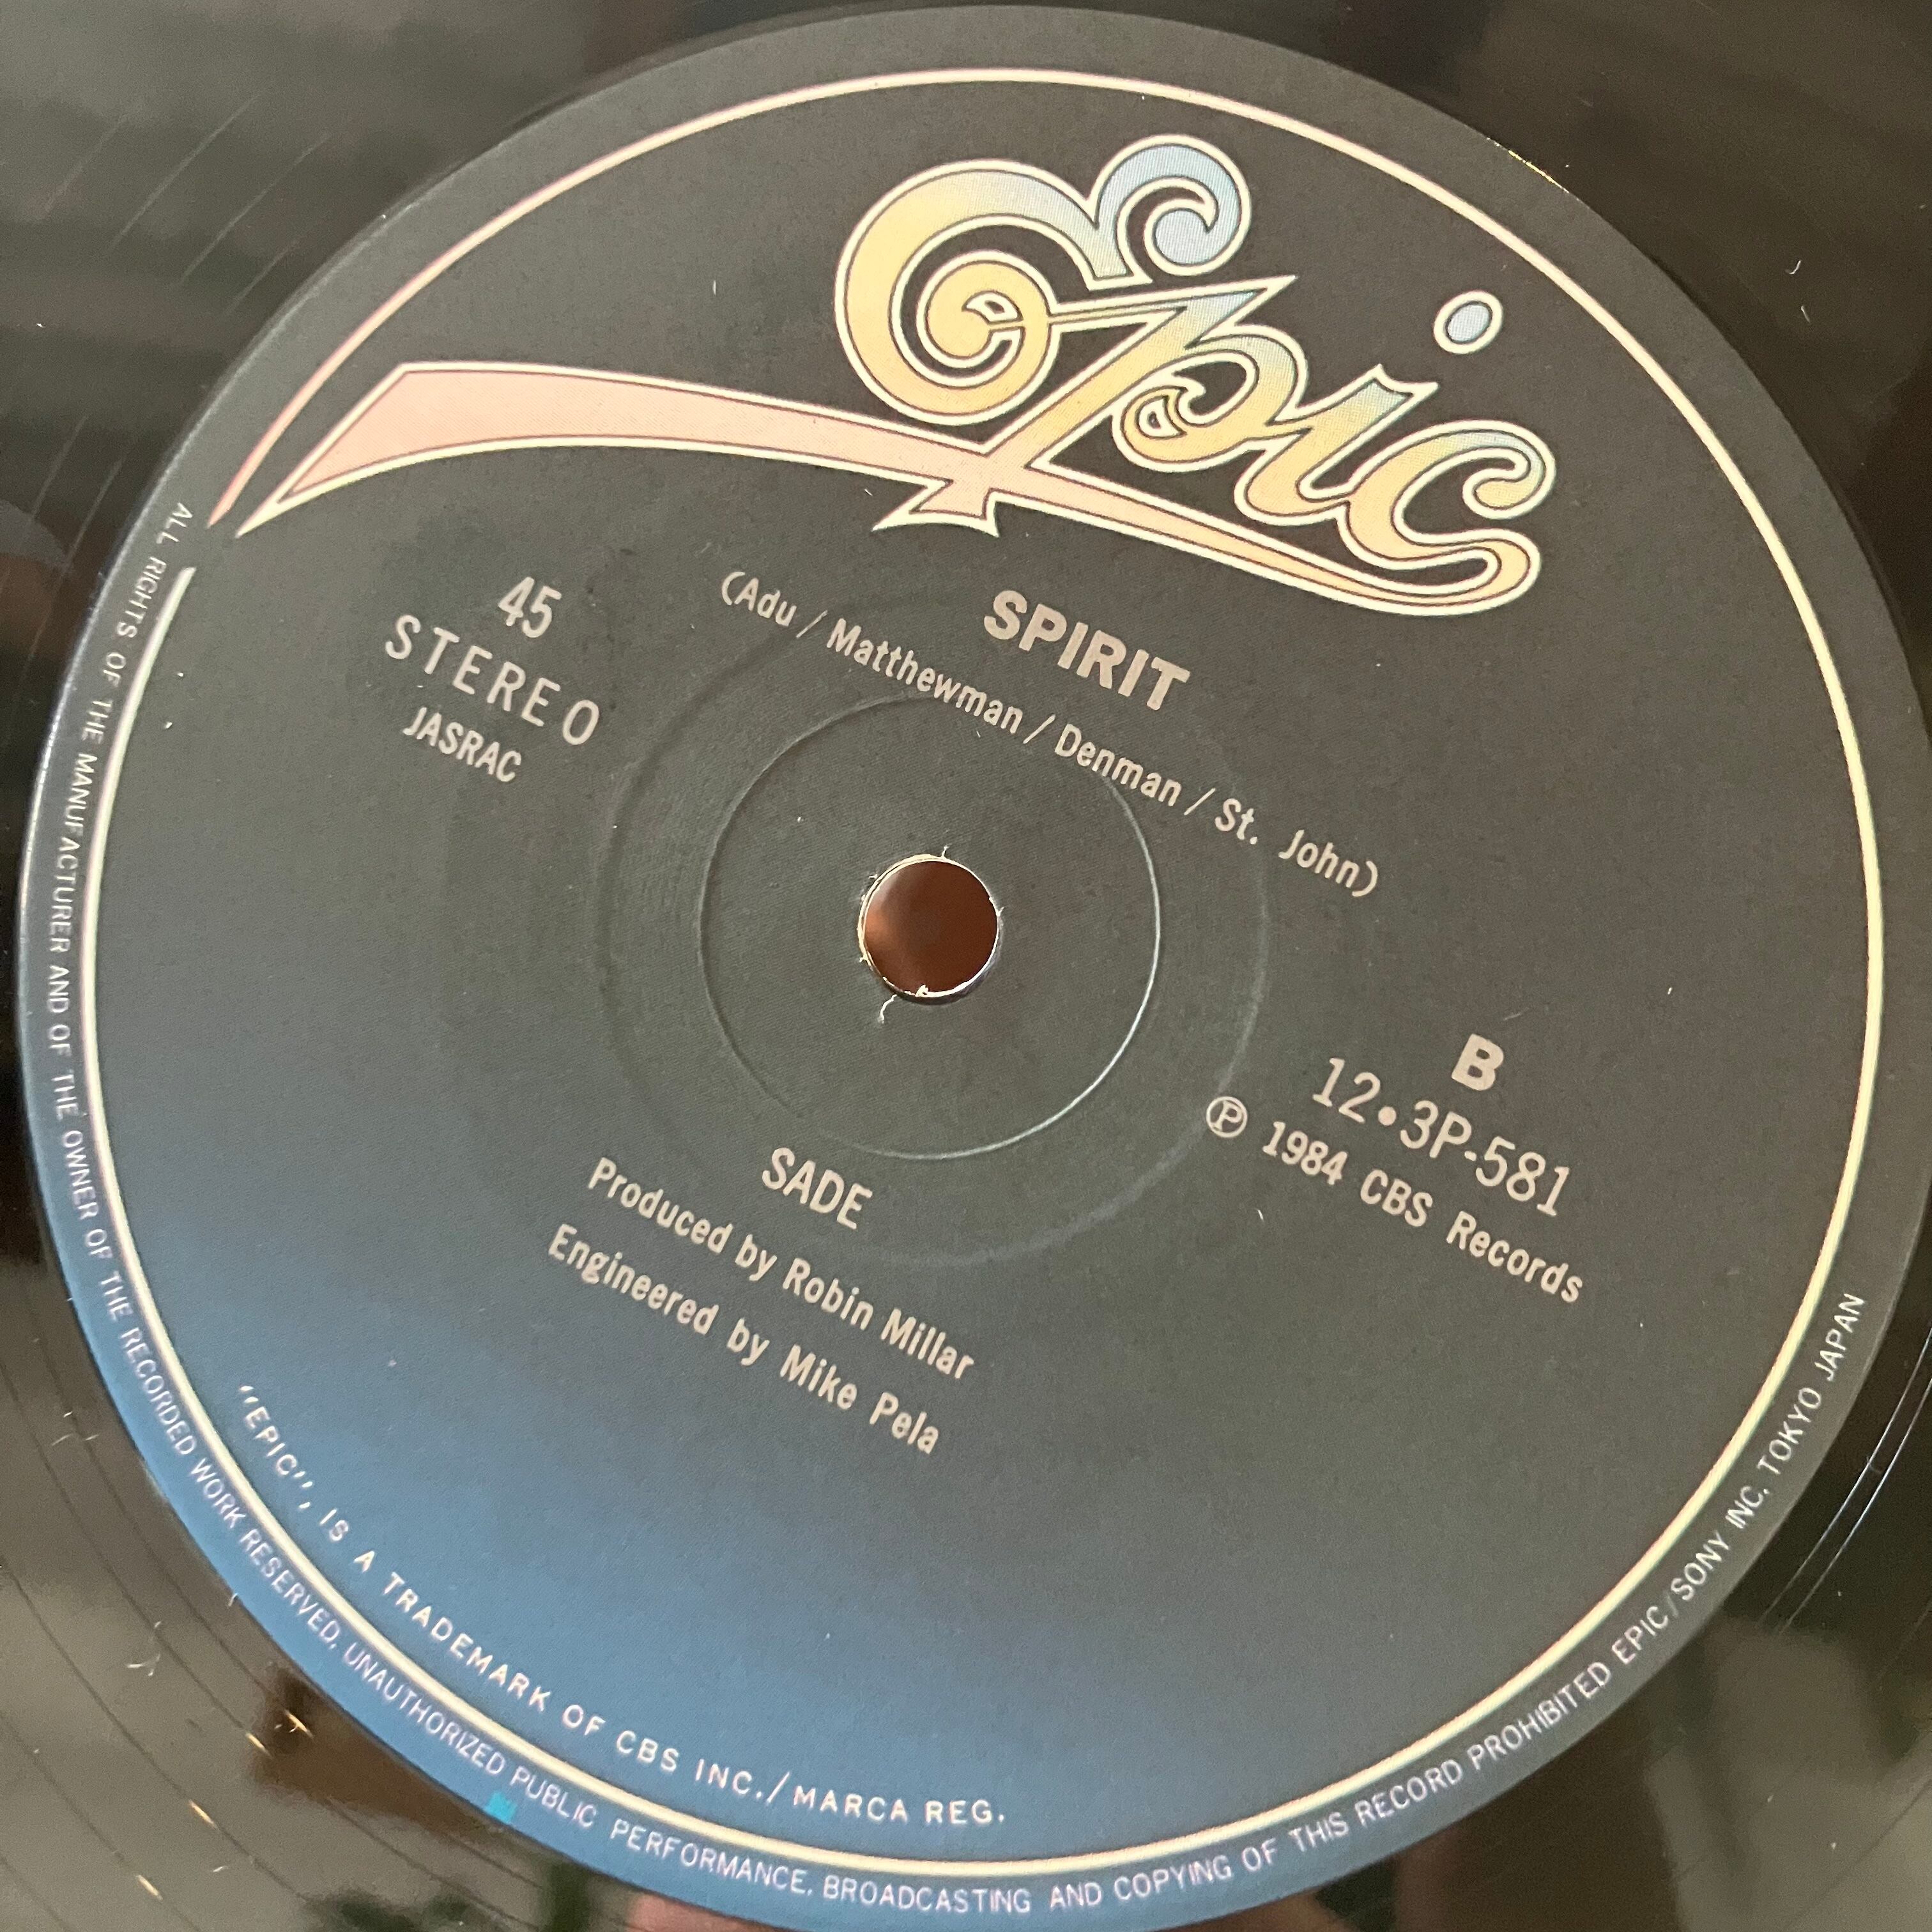 Epic
SPIRIT
(Adu / Matthewman / Denman / St. John)
45
STEREO
JASRAC
B
12•3P-581
Ⓟ 1984 CBS Records
SADE
Produced by Robin Millar
Engineered by Mike Pela
"EPIC", IS A TRADEMARK OF CBS INC./MARCA REG.
ALL RIGHTS OF THE MANUFACTURER AND OF THE OWNER OF THE RECORDED WORK RESERVED, UNAUTHORIZED PUBLIC PERFORMANCE, BROADCASTING AND COPYING OF THIS RECORD PROHIBITED EPIC/SONY INC. TOKYO JAPAN